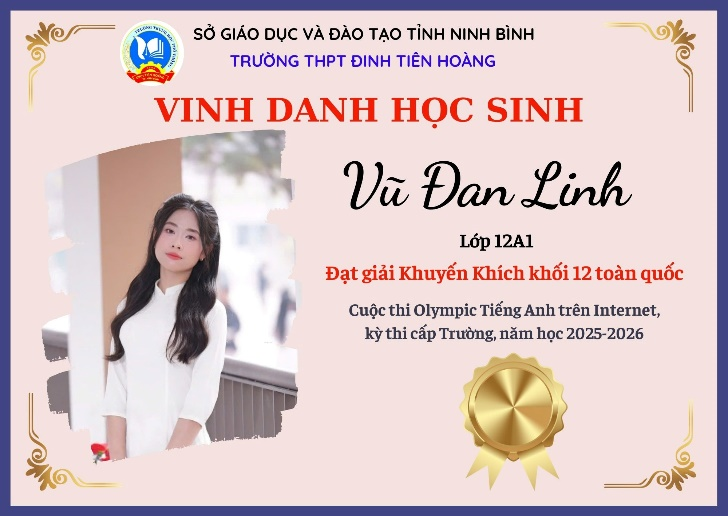 SỞ GIÁO DỤC VÀ ĐÀO TẠO TỈNH NINH BÌNH
TRƯỜNG THPT ĐINH TIÊN HOÀNG
VINH DANH HỌC SINH
Vũ Đan Linh
Lớp 12A1
Đạt giải Khuyến Khích khối 12 toàn quốc
Cuộc thi Olympic Tiếng Anh trên Internet,
kỳ thi cấp Trường, năm học 2025-2026